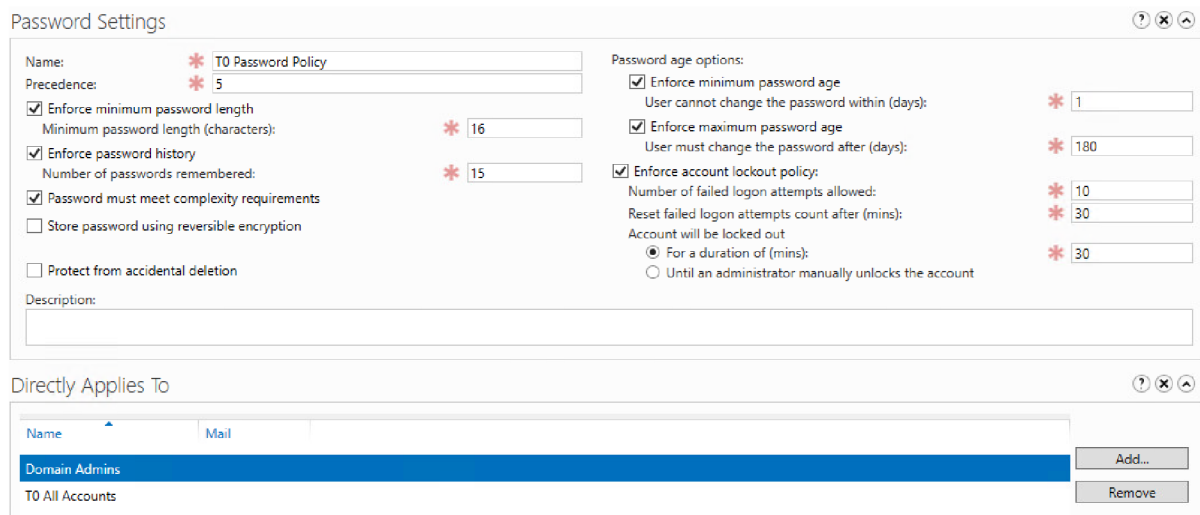 Password Settings
Name: * T0 Password Policy
Precedence: * 5
Enforce minimum password length
Minimum password length (characters): * 16
Enforce password history
Number of passwords remembered: * 15
Password must meet complexity requirements
Store password using reversible encryption
Protect from accidental deletion
Password age options:
Enforce minimum password age
User cannot change the password within (days): * 1
Enforce maximum password age
User must change the password after (days): * 180
Enforce account lockout policy:
Number of failed logon attempts allowed: * 10
Reset failed logon attempts count after (mins): * 30
Account will be locked out
For a duration of (mins): * 30
Until an administrator manually unlocks the account
Description:
Directly Applies To
Name Mail
Domain Admins
T0 All Accounts
Add...
Remove